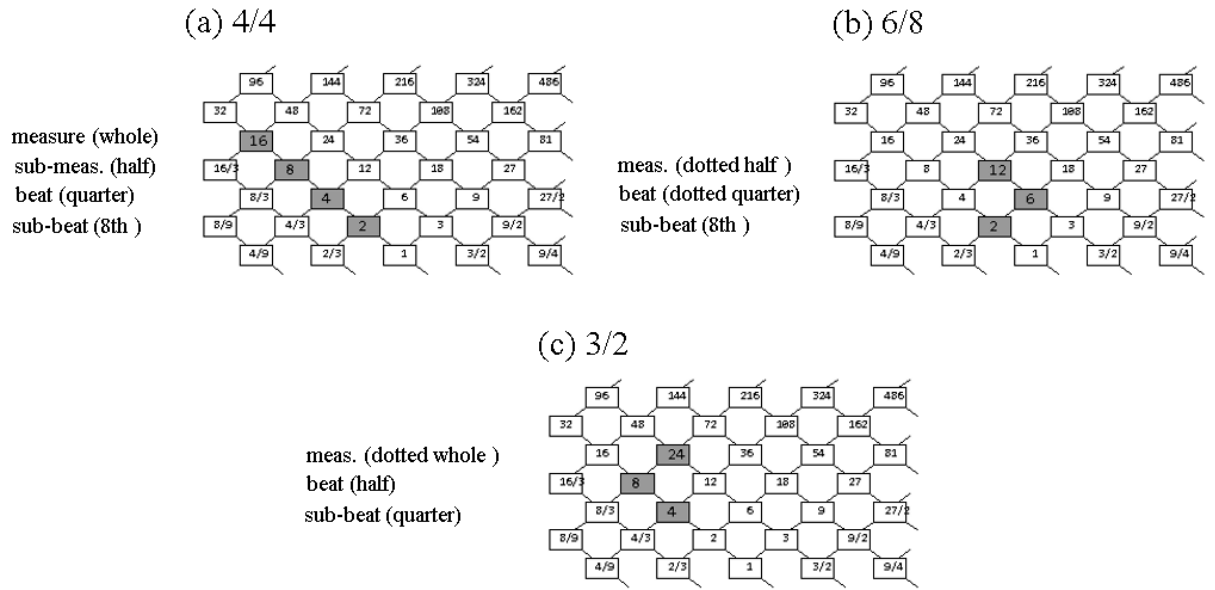 (a) 4/4
96 144 216 324 486
32 48 72 108 162
measure (whole) 16 24 36 54 81
sub-meas. (half) 16/3 8 12 18 27
beat (quarter) 8/3 4 6 9 27/2
sub-beat (8th ) 8/9 4/3 2 3 9/2
4/9 2/3 1 3/2 9/4
(b) 6/8
96 144 216 324 486
32 48 72 108 162
16 24 36 54 81
meas. (dotted half ) 16/3 8 12 18 27
beat (dotted quarter) 8/3 4 6 9 27/2
sub-beat (8th ) 8/9 4/3 2 3 9/2
4/9 2/3 1 3/2 9/4
(c) 3/2
96 144 216 324 486
32 48 72 108 162
meas. (dotted whole ) 16 24 36 54 81
beat (half) 16/3 8 12 18 27
sub-beat (quarter) 8/3 4 6 9 27/2
8/9 4/3 2 3 9/2
4/9 2/3 1 3/2 9/4